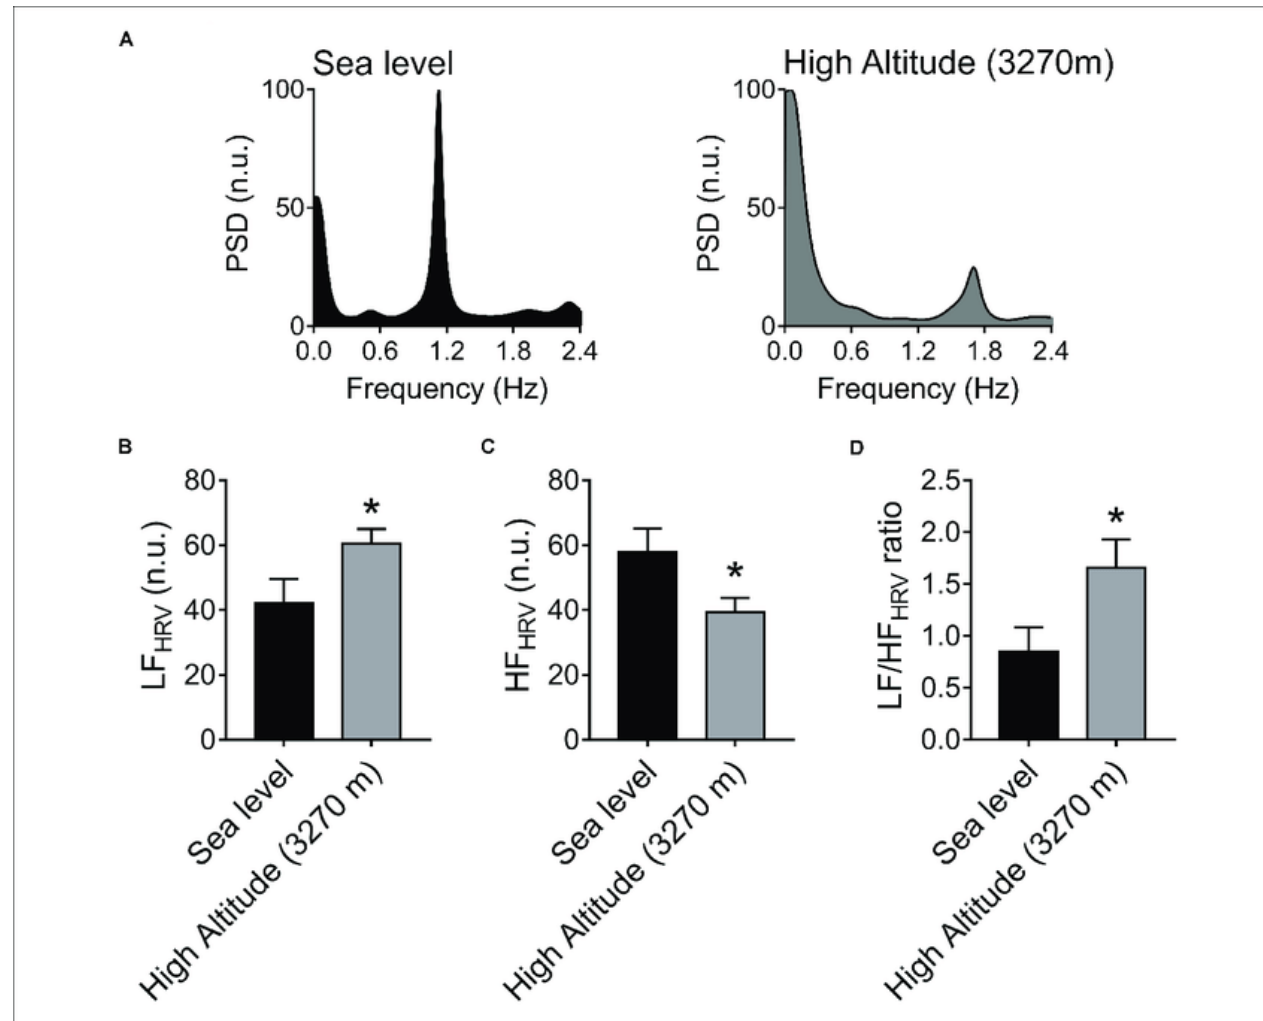 A
Sea level
100
50
0
PSD (n.u.)
0.0 0.6 1.2 1.8 2.4
Frequency (Hz)
High Altitude (3270m)
100
50
0
PSD (n.u.)
0.0 0.6 1.2 1.8 2.4
Frequency (Hz)
B
80
60
40
20
0
LFHRV (n.u.)
*
Sea level
High Altitude (3270 m)
C
80
60
40
20
0
HFHRV (n.u.)
*
Sea level
High Altitude (3270 m)
D
2.5
2.0
1.5
1.0
0.5
0.0
LF/HFHRV ratio
*
Sea level
High Altitude (3270 m)